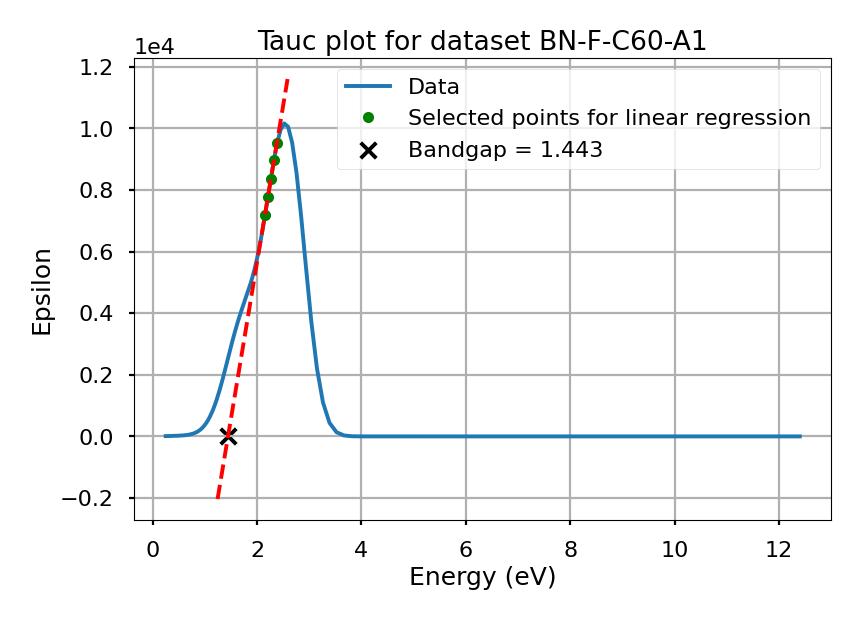 Tauc plot for dataset BN-F-C60-A1
1e4
1.2
1.0
0.8
0.6
0.4
0.2
0.0
−0.2
Epsilon
Data
Selected points for linear regression
Bandgap = 1.443
0 2 4 6 8 10 12
Energy (eV)